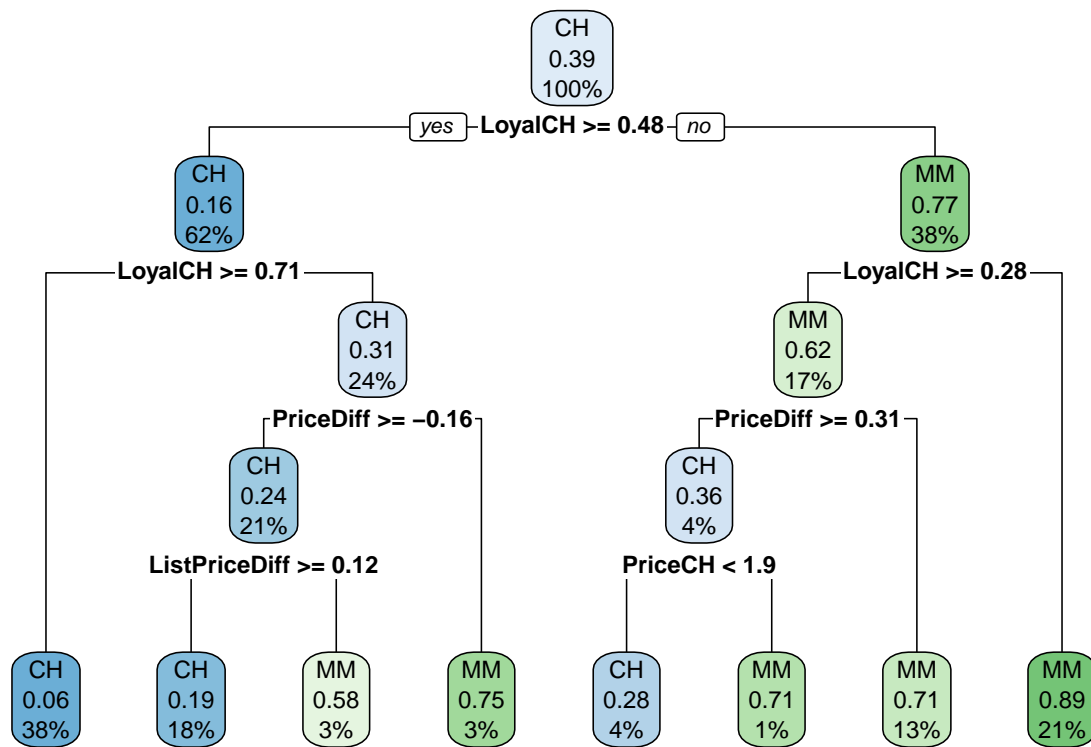 CH
0.39
100%
yes LoyalCH >= 0.48 no
CH
0.16
62%
MM
0.77
38%
LoyalCH >= 0.71
LoyalCH >= 0.28
CH
0.31
24%
MM
0.62
17%
PriceDiff >= −0.16
PriceDiff >= 0.31
CH
0.24
21%
CH
0.36
4%
ListPriceDiff >= 0.12
PriceCH < 1.9
CH
0.06
38%
CH
0.19
18%
MM
0.58
3%
MM
0.75
3%
CH
0.28
4%
MM
0.71
1%
MM
0.71
13%
MM
0.89
21%